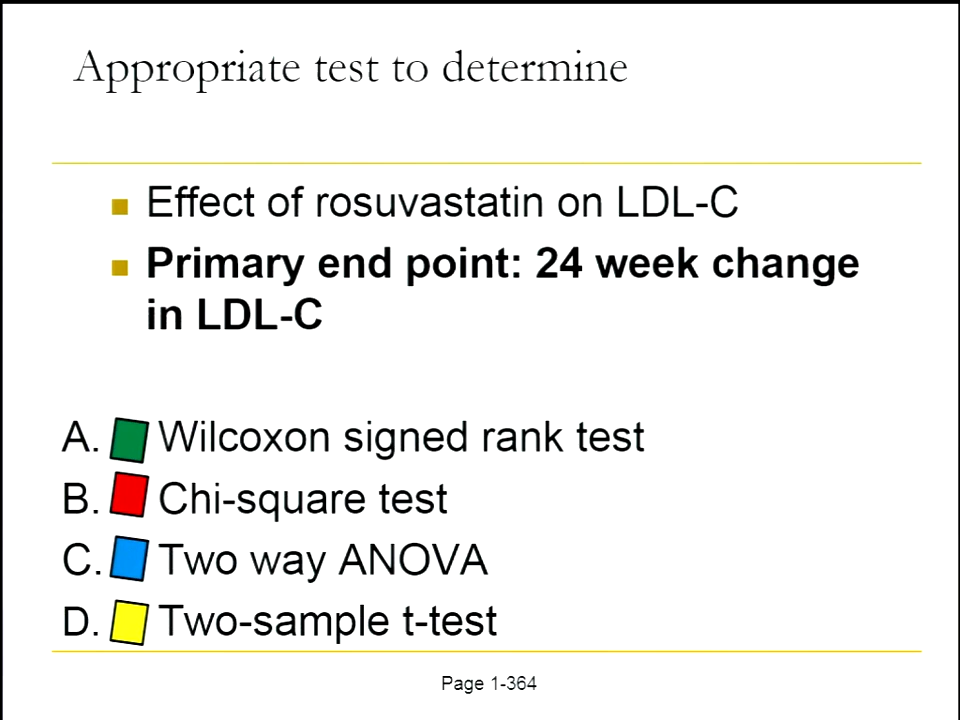 Appropriate test to determine
Effect of rosuvastatin on LDL-C
Primary end point: 24 week change
in LDL-C
A. Wilcoxon signed rank test
B. Chi-square test
C. Two way ANOVA
D. Two-sample t-test
Page 1-364